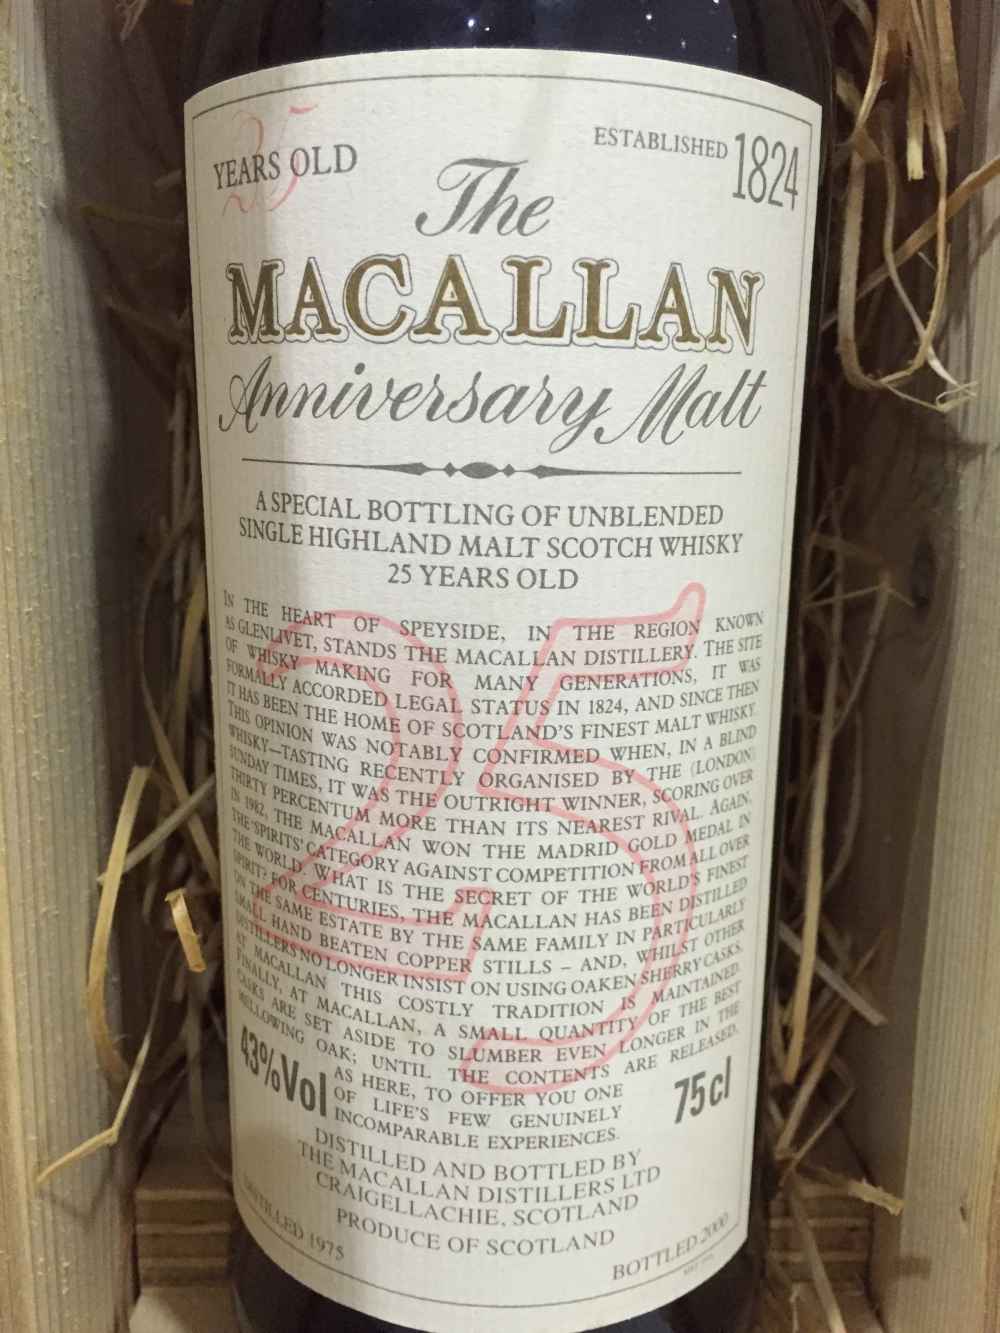 25
YEARS OLD
ESTABLISHED 1824
The
MACALLAN
Anniversary Malt
A SPECIAL BOTTLING OF UNBLENDED
SINGLE HIGHLAND MALT SCOTCH WHISKY
25 YEARS OLD
25
IN THE HEART OF SPEYSIDE, IN THE REGION KNOWN
AS GLENLIVET, STANDS THE MACALLAN DISTILLERY. THE SITE
OF WHISKY MAKING FOR MANY GENERATIONS, IT WAS
FORMALLY ACCORDED LEGAL STATUS IN 1824, AND SINCE THEN
IT HAS BEEN THE HOME OF SCOTLAND'S FINEST MALT WHISKY.
THIS OPINION WAS NOTABLY CONFIRMED WHEN, IN A BLIND
WHISKY–TASTING RECENTLY ORGANISED BY THE (LONDON)
SUNDAY TIMES, IT WAS THE OUTRIGHT WINNER, SCORING OVER
THIRTY PERCENTUM MORE THAN ITS NEAREST RIVAL. AGAIN,
IN 1982, THE MACALLAN WON THE MADRID GOLD MEDAL IN
THE 'SPIRITS' CATEGORY AGAINST COMPETITION FROM ALL OVER
THE WORLD. WHAT IS THE SECRET OF THE WORLD'S FINEST
SPIRIT? FOR CENTURIES, THE MACALLAN HAS BEEN DISTILLED
ON THE SAME ESTATE BY THE SAME FAMILY IN PARTICULARLY
SMALL HAND BEATEN COPPER STILLS – AND, WHILST OTHER
DISTILLERS NO LONGER INSIST ON USING OAKEN SHERRY CASKS.
AT MACALLAN THIS COSTLY TRADITION IS MAINTAINED.
FINALLY, AT MACALLAN, A SMALL QUANTITY OF THE BEST
CASKS ARE SET ASIDE TO SLUMBER EVEN LONGER IN THE
MELLOWING OAK; UNTIL THE CONTENTS ARE RELEASED,
AS HERE, TO OFFER YOU ONE
OF LIFE'S FEW GENUINELY
INCOMPARABLE EXPERIENCES.
43%Vol
75cl
DISTILLED AND BOTTLED BY
THE MACALLAN DISTILLERS LTD
CRAIGELLACHIE, SCOTLAND
PRODUCE OF SCOTLAND
DISTILLED 1975
BOTTLED 2000